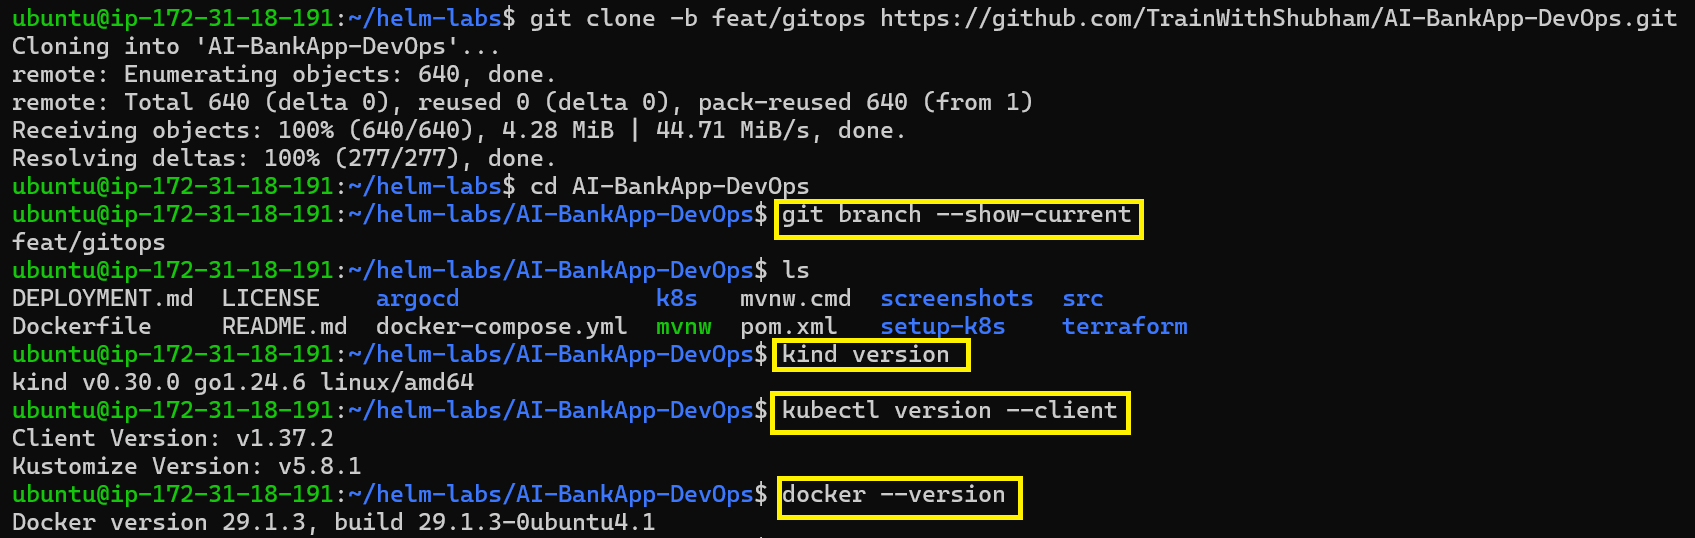 ubuntu@ip-172-31-18-191:~/helm-labs$ git clone -b feat/gitops https://github.com/TrainWithShubham/AI-BankApp-DevOps.git
Cloning into 'AI-BankApp-DevOps'...
remote: Enumerating objects: 640, done.
remote: Total 640 (delta 0), reused 0 (delta 0), pack-reused 640 (from 1)
Receiving objects: 100% (640/640), 4.28 MiB | 44.71 MiB/s, done.
Resolving deltas: 100% (277/277), done.
ubuntu@ip-172-31-18-191:~/helm-labs$ cd AI-BankApp-DevOps
ubuntu@ip-172-31-18-191:~/helm-labs/AI-BankApp-DevOps$ git branch --show-current
feat/gitops
ubuntu@ip-172-31-18-191:~/helm-labs/AI-BankApp-DevOps$ ls
DEPLOYMENT.md  LICENSE    argocd              k8s   mvnw.cmd  screenshots  src
Dockerfile     README.md  docker-compose.yml  mvnw  pom.xml   setup-k8s    terraform
ubuntu@ip-172-31-18-191:~/helm-labs/AI-BankApp-DevOps$ kind version
kind v0.30.0 go1.24.6 linux/amd64
ubuntu@ip-172-31-18-191:~/helm-labs/AI-BankApp-DevOps$ kubectl version --client
Client Version: v1.37.2
Kustomize Version: v5.8.1
ubuntu@ip-172-31-18-191:~/helm-labs/AI-BankApp-DevOps$ docker --version
Docker version 29.1.3, build 29.1.3-0ubuntu4.1